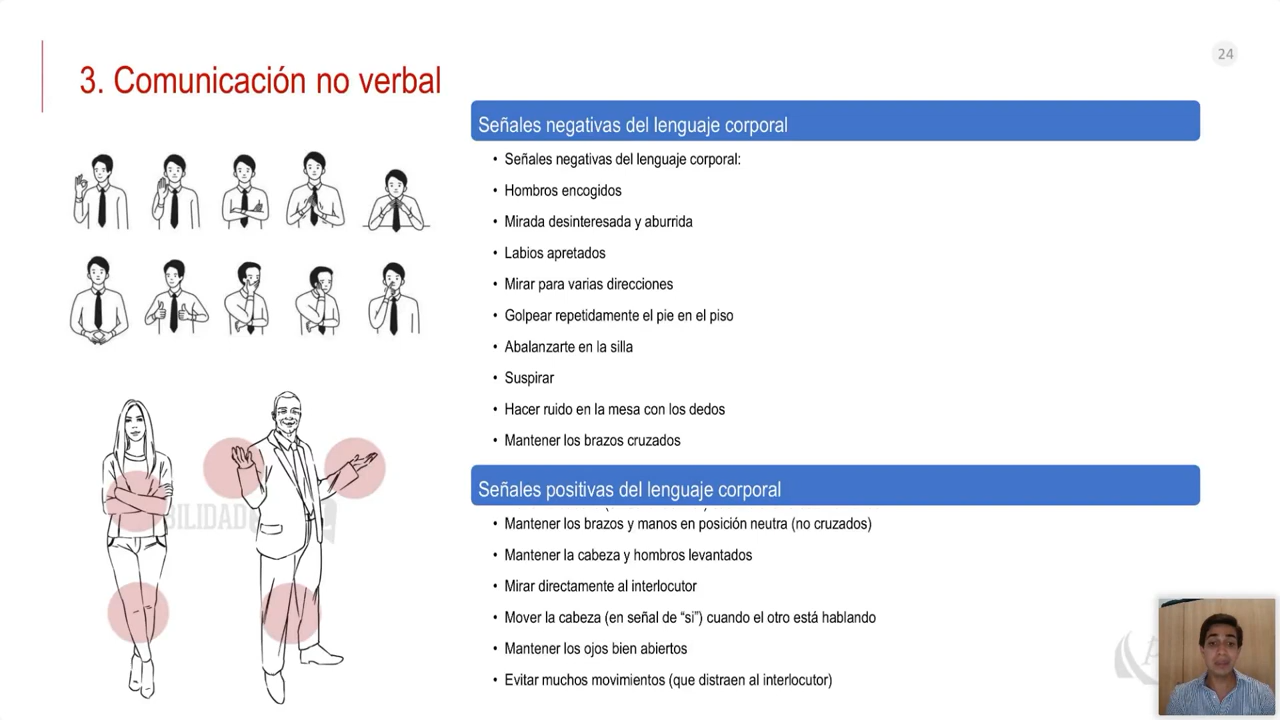 24
3. Comunicación no verbal
Señales negativas del lenguaje corporal
• Señales negativas del lenguaje corporal:
• Hombros encogidos
• Mirada desinteresada y aburrida
• Labios apretados
• Mirar para varias direcciones
• Golpear repetidamente el pie en el piso
• Abalanzarte en la silla
• Suspirar
• Hacer ruido en la mesa con los dedos
• Mantener los brazos cruzados
Señales positivas del lenguaje corporal
• Mantener los brazos y manos en posición neutra (no cruzados)
• Mantener la cabeza y hombros levantados
• Mirar directamente al interlocutor
• Mover la cabeza (en señal de “si”) cuando el otro está hablando
• Mantener los ojos bien abiertos
• Evitar muchos movimientos (que distraen al interlocutor)